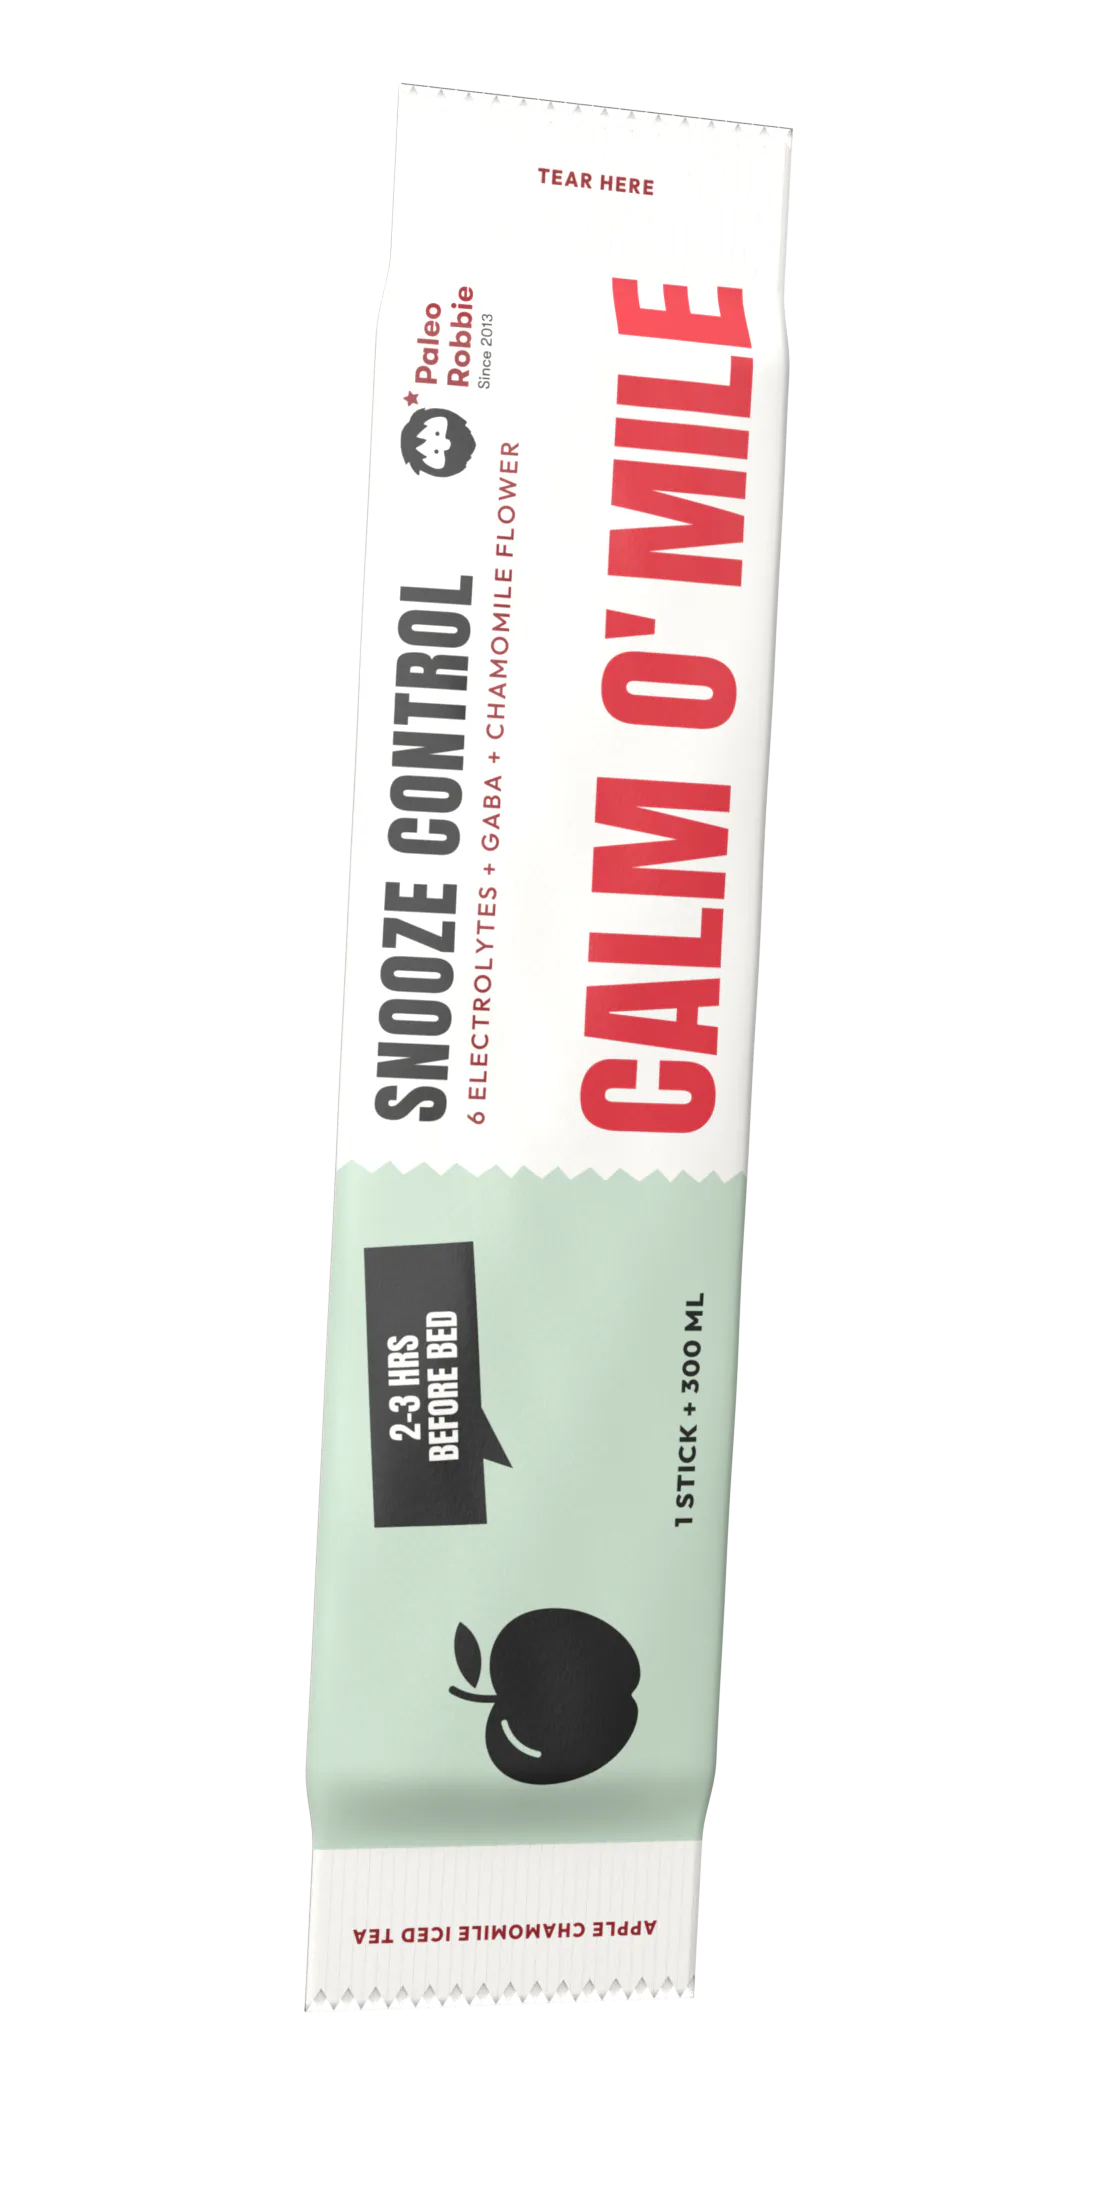 TEAR HERE
Paleo
Robbie
Since 2013
SNOOZE CONTROL
6 ELECTROLYTES + GABA + CHAMOMILE FLOWER
CALM O' MILE
2-3 HRS
BEFORE BED
1 STICK + 300 ML
APPLE CHAMOMILE ICED TEA